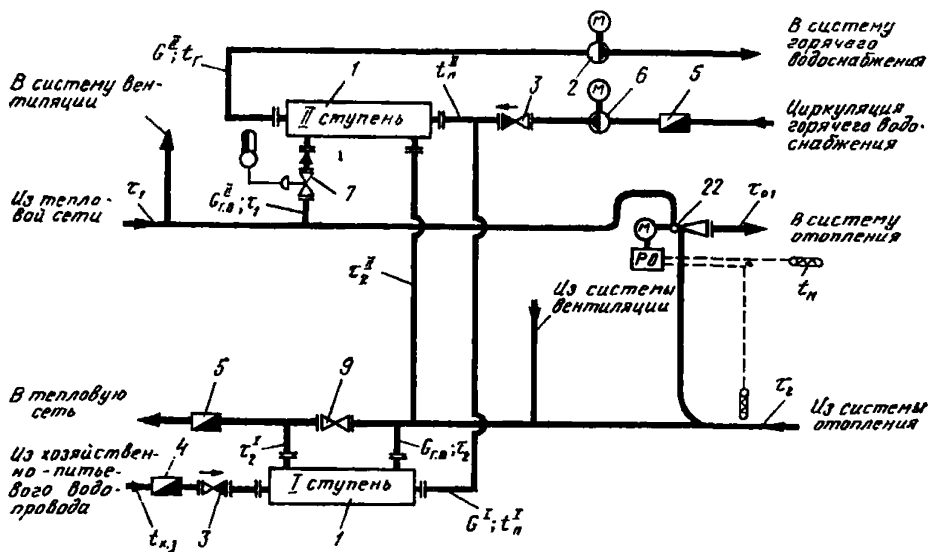 В систему
горячего
водоснабжения
G^II; t_г
В систему вен-
тиляции
1
t_п^II
3
2
6
5
М
М
II ступень
Циркуляция
горячего водо-
снабжения
7
G_г.в^II; τ_1
Из тепло-
вой сети
τ_1
22
τ_01
М
В систему
отопления
РО
t_н
τ_2^II
Из системы
вентиляции
В тепловую
сеть
5
9
τ_2
Из системы
отопления
τ_2^I
G_г.в; τ_2
Из хозяйствен-
но-питье-
вого водо-
провода
4
I ступень
t_х.з
3
1
G^I; t_п^I